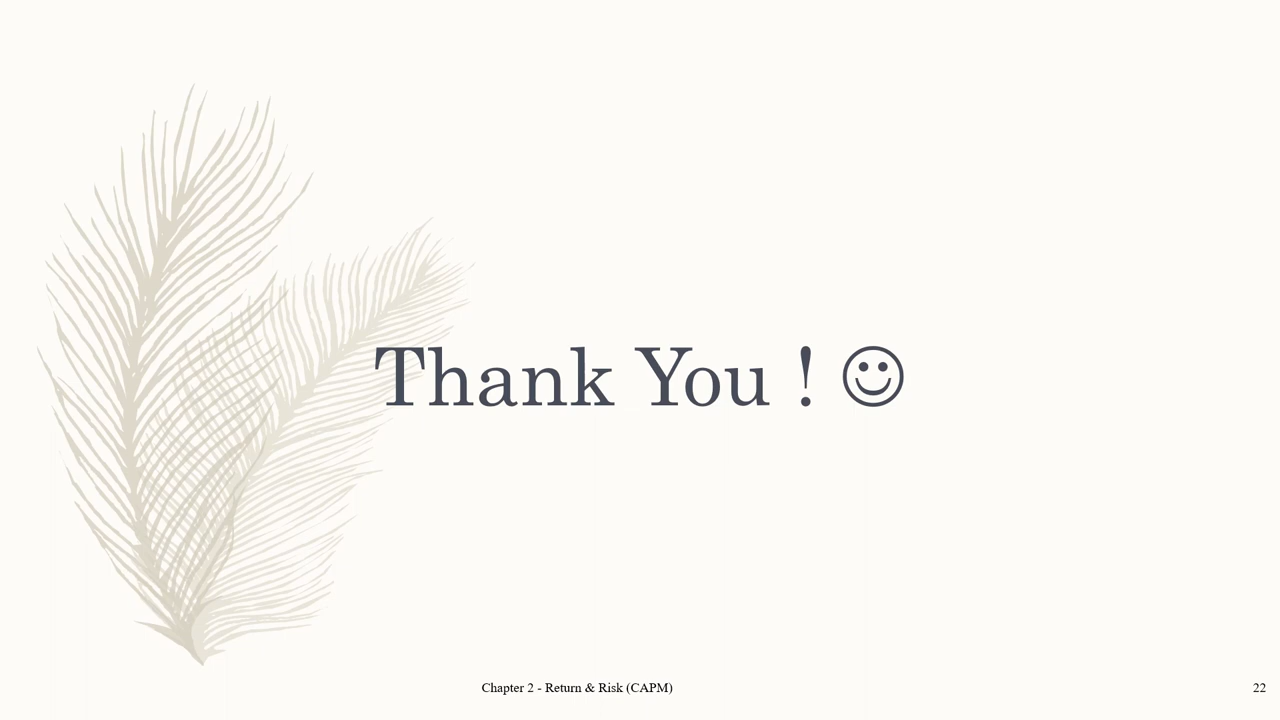 Thank You ! ☺
Chapter 2 - Return & Risk (CAPM)
22